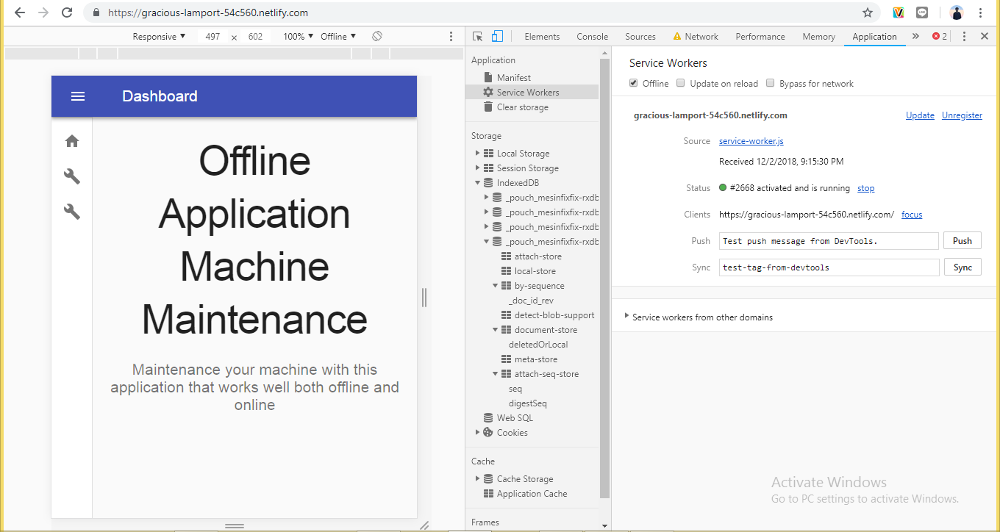 https://gracious-lamport-54c560.netlify.com
Responsive ▼ 497 × 602 100% ▼ Offline ▼
Elements Console Sources Network Performance Memory Application » 2
Dashboard
Offline
Application
Machine
Maintenance
Maintenance your machine with this
application that works well both offline and
online
Application
Manifest
Service Workers
Clear storage
Storage
Local Storage
Session Storage
IndexedDB
_pouch_mesinfixfix-rxdb
_pouch_mesinfixfix-rxdb
_pouch_mesinfixfix-rxdb
_pouch_mesinfixfix-rxdb
attach-store
local-store
by-sequence
_doc_id_rev
detect-blob-support
document-store
deletedOrLocal
meta-store
attach-seq-store
seq
digestSeq
Web SQL
Cookies
Cache
Cache Storage
Application Cache
Frames
Service Workers
Offline Update on reload Bypass for network
gracious-lamport-54c560.netlify.com Update Unregister
Source service-worker.js
Received 12/2/2018, 9:15:30 PM
Status #2668 activated and is running stop
Clients https://gracious-lamport-54c560.netlify.com/ focus
Push Test push message from DevTools. Push
Sync test-tag-from-devtools Sync
Service workers from other domains
Activate Windows
Go to PC settings to activate Windows.